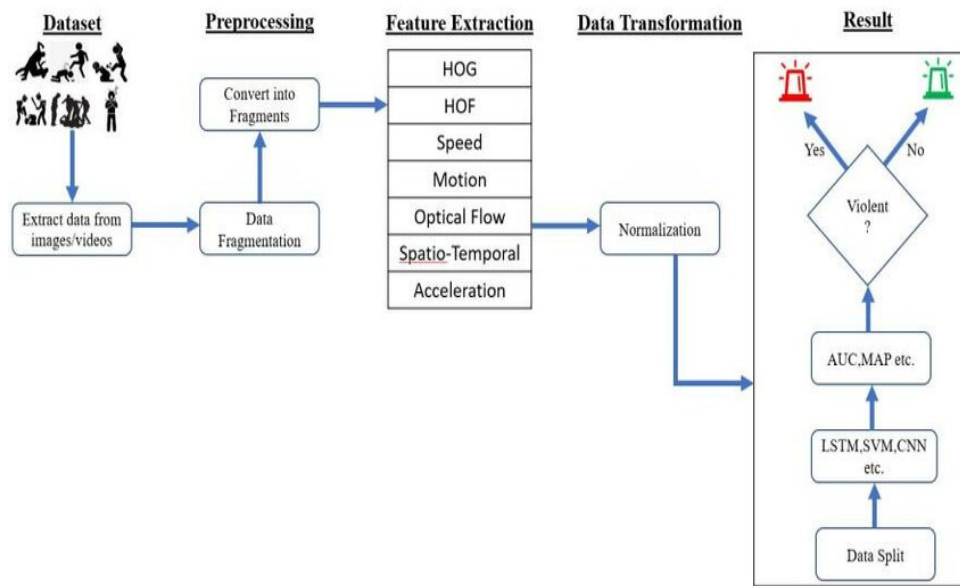 Dataset
Preprocessing
Feature Extraction
Data Transformation
Result
Extract data from
images/videos
Convert into
Fragments
Data
Fragmentation
HOG
HOF
Speed
Motion
Optical Flow
Spatio-Temporal
Acceleration
Normalization
Yes
No
Violent
?
AUC,MAP etc.
LSTM,SVM,CNN
etc.
Data Split